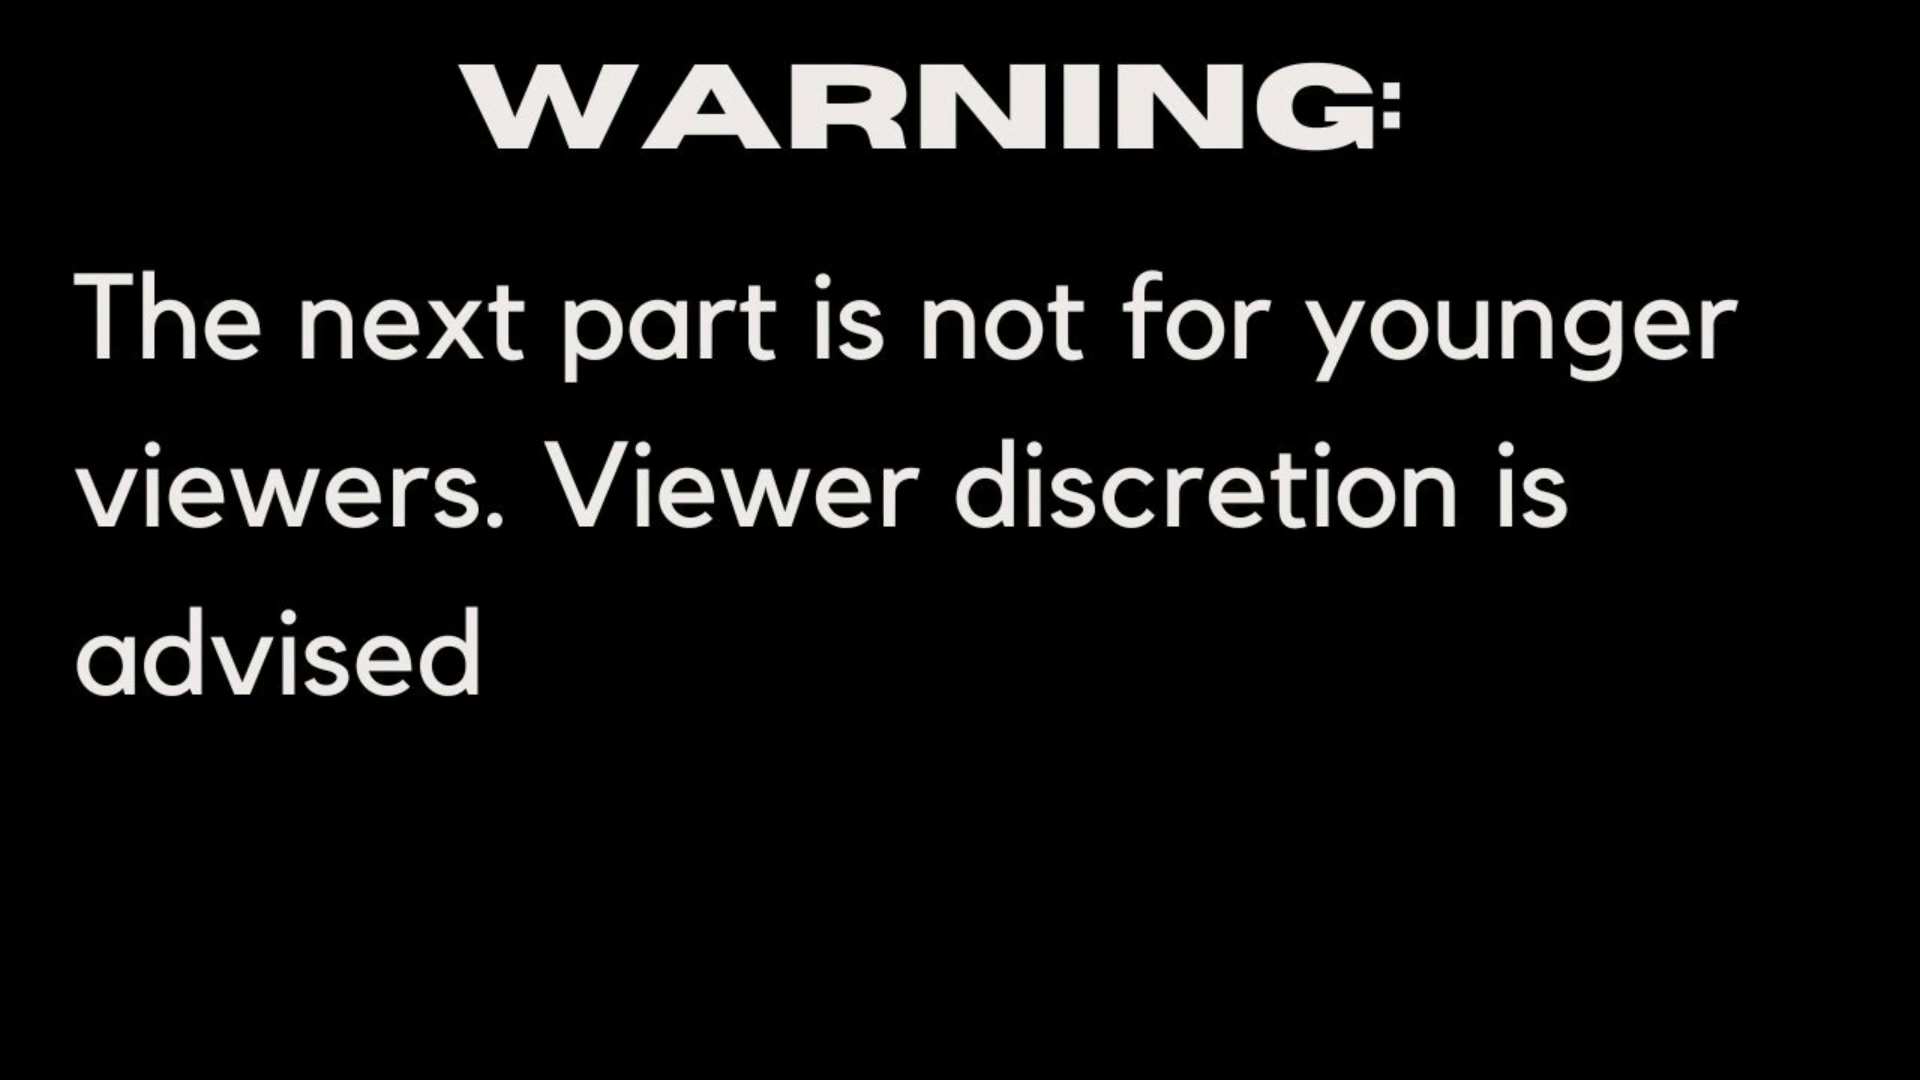 WARNING:
The next part is not for younger
viewers. Viewer discretion is
advised